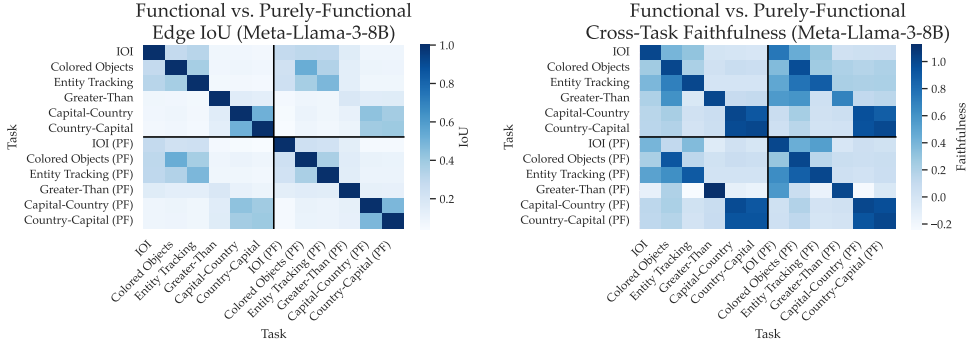 Functional vs. Purely-Functional
Edge IoU (Meta-Llama-3-8B)
Task
IOI
Colored Objects
Entity Tracking
Greater-Than
Capital-Country
Country-Capital
IOI (PF)
Colored Objects (PF)
Entity Tracking (PF)
Greater-Than (PF)
Capital-Country (PF)
Country-Capital (PF)
IOI
Colored Objects
Entity Tracking
Greater-Than
Capital-Country
Country-Capital
IOI (PF)
Colored Objects (PF)
Entity Tracking (PF)
Greater-Than (PF)
Capital-Country (PF)
Country-Capital (PF)
Task
1.0
0.8
0.6
0.4
0.2
IoU
Functional vs. Purely-Functional
Cross-Task Faithfulness (Meta-Llama-3-8B)
Task
IOI
Colored Objects
Entity Tracking
Greater-Than
Capital-Country
Country-Capital
IOI (PF)
Colored Objects (PF)
Entity Tracking (PF)
Greater-Than (PF)
Capital-Country (PF)
Country-Capital (PF)
IOI
Colored Objects
Entity Tracking
Greater-Than
Capital-Country
Country-Capital
IOI (PF)
Colored Objects (PF)
Entity Tracking (PF)
Greater-Than (PF)
Capital-Country (PF)
Country-Capital (PF)
Task
1.0
0.8
0.6
0.4
0.2
0.0
−0.2
Faithfulness